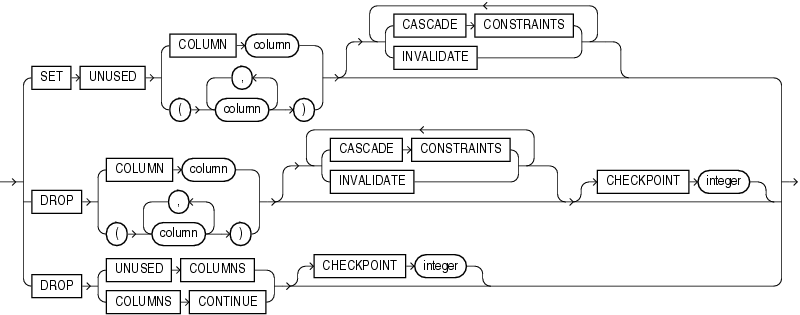 CASCADE CONSTRAINTS
SET UNUSED COLUMN column
INVALIDATE
,
( column )
CASCADE CONSTRAINTS
DROP COLUMN column
INVALIDATE CHECKPOINT integer
,
( column )
DROP UNUSED COLUMNS CHECKPOINT integer
COLUMNS CONTINUE